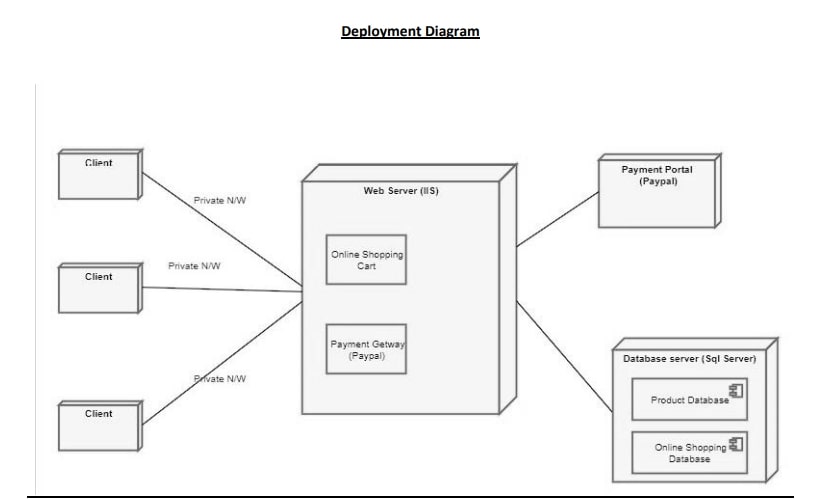 Deployment Diagram
Client
Private N/W
Client
Private N/W
Client
Private N/W
Web Server (IIS)
Online Shopping
Cart
Payment Getway
(Paypal)
Payment Portal
(Paypal)
Database server (Sql Server)
Product Database
Online Shopping
Database